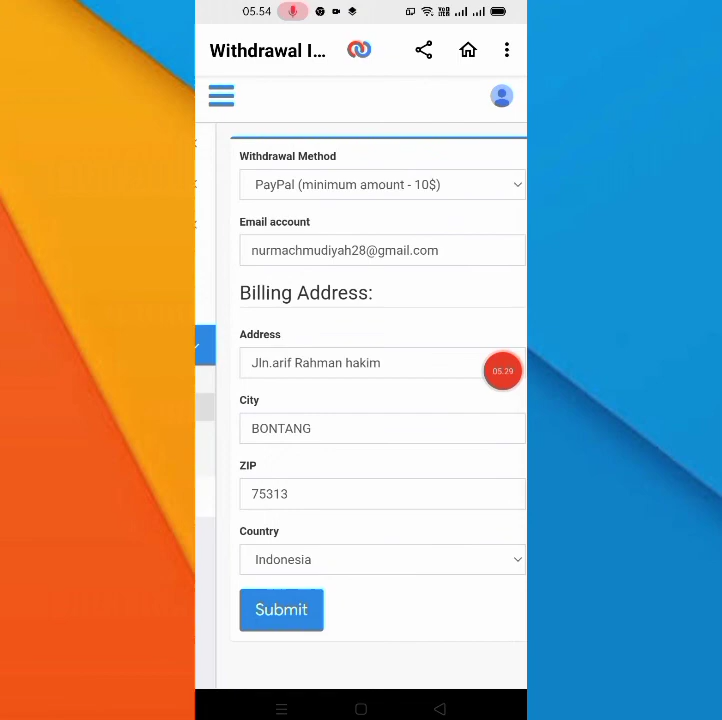 05.54
Withdrawal I...
Withdrawal Method
PayPal (minimum amount - 10$)
Email account
nurmachmudiyah28@gmail.com
Billing Address:
Address
Jln.arif Rahman hakim
05:29
City
BONTANG
ZIP
75313
Country
Indonesia
Submit